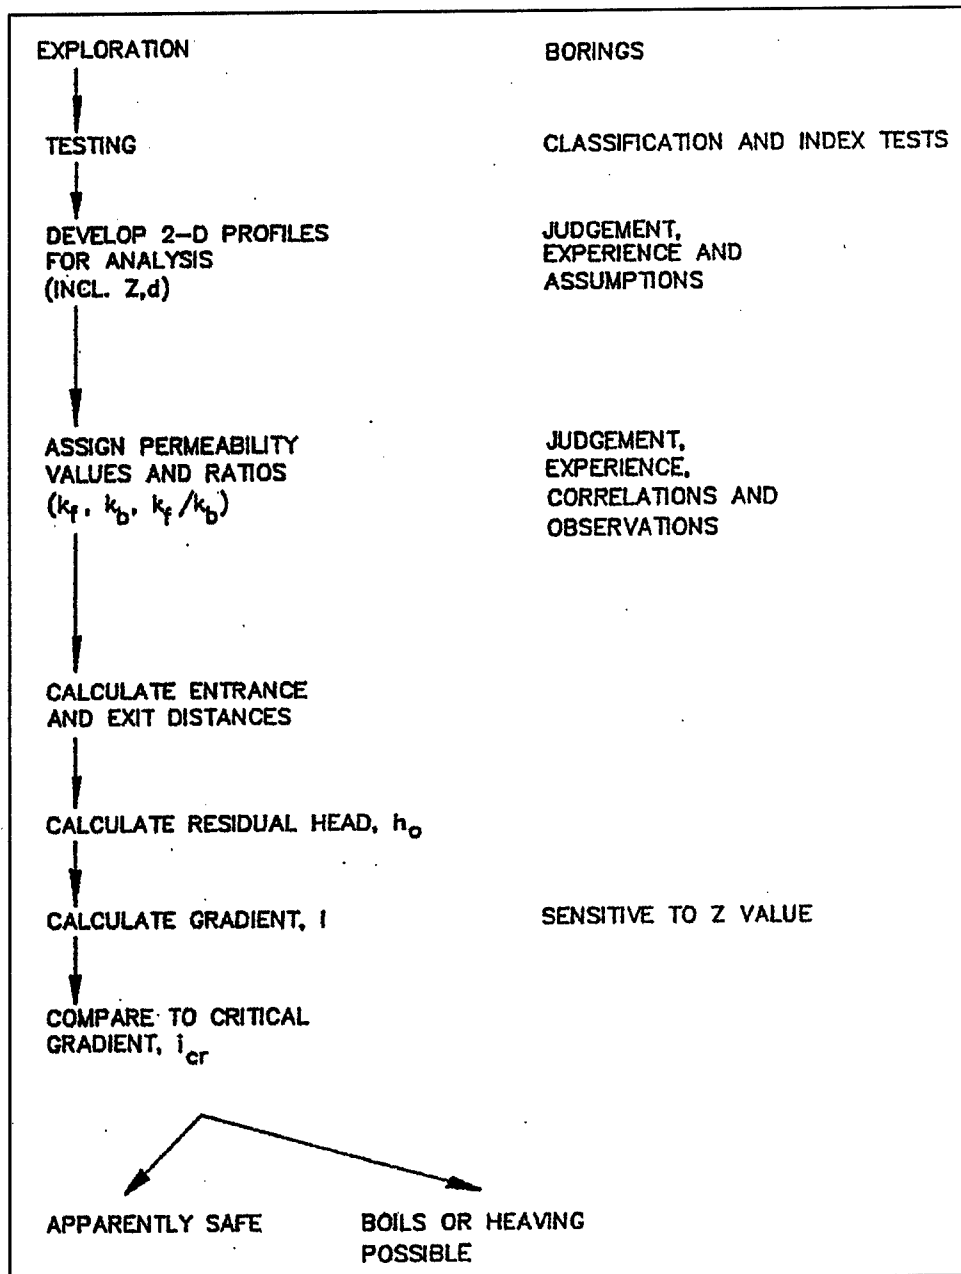 EXPLORATION
BORINGS
TESTING
CLASSIFICATION AND INDEX TESTS
DEVELOP 2-D PROFILES
FOR ANALYSIS
(INCL. Z,d)
JUDGEMENT,
EXPERIENCE AND
ASSUMPTIONS
ASSIGN PERMEABILITY
VALUES AND RATIOS
(kf, kb, kf/kb)
JUDGEMENT,
EXPERIENCE,
CORRELATIONS AND
OBSERVATIONS
CALCULATE ENTRANCE
AND EXIT DISTANCES
CALCULATE RESIDUAL HEAD, ho
CALCULATE GRADIENT, i
SENSITIVE TO Z VALUE
COMPARE TO CRITICAL
GRADIENT, icr
APPARENTLY SAFE
BOILS OR HEAVING
POSSIBLE